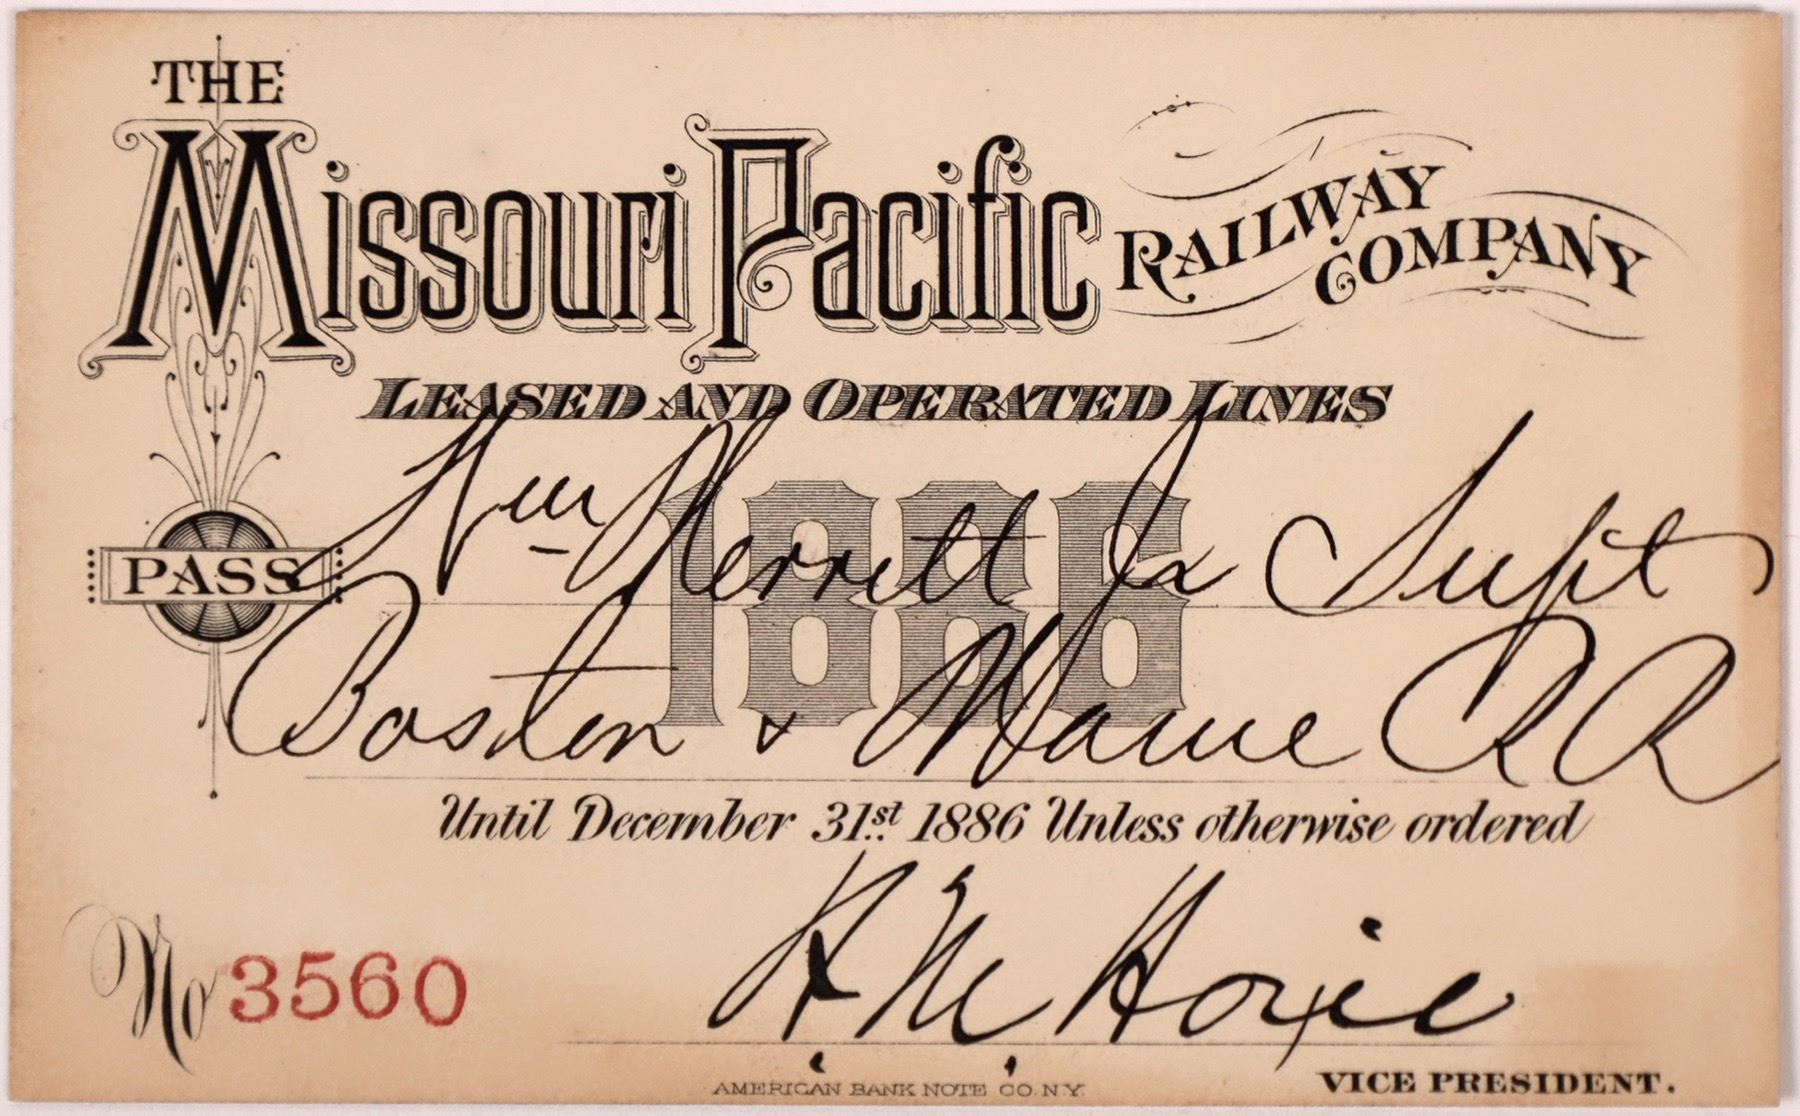 THE
Missouri Pacific RAILWAY COMPANY
LEASED AND OPERATED LINES
1886
PASS
Wm Merritt Jr Supt
Boston & Maine RR
Until December 31st 1886 Unless otherwise ordered
No 3560
H. M. Hoxie
VICE PRESIDENT.
AMERICAN BANK NOTE CO. N.Y.